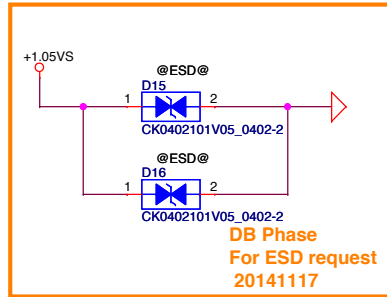 +1.05VS
@ESD@
D15
1 2
CK0402101V05_0402-2
@ESD@
D16
1 2
CK0402101V05_0402-2
DB Phase
For ESD request
20141117